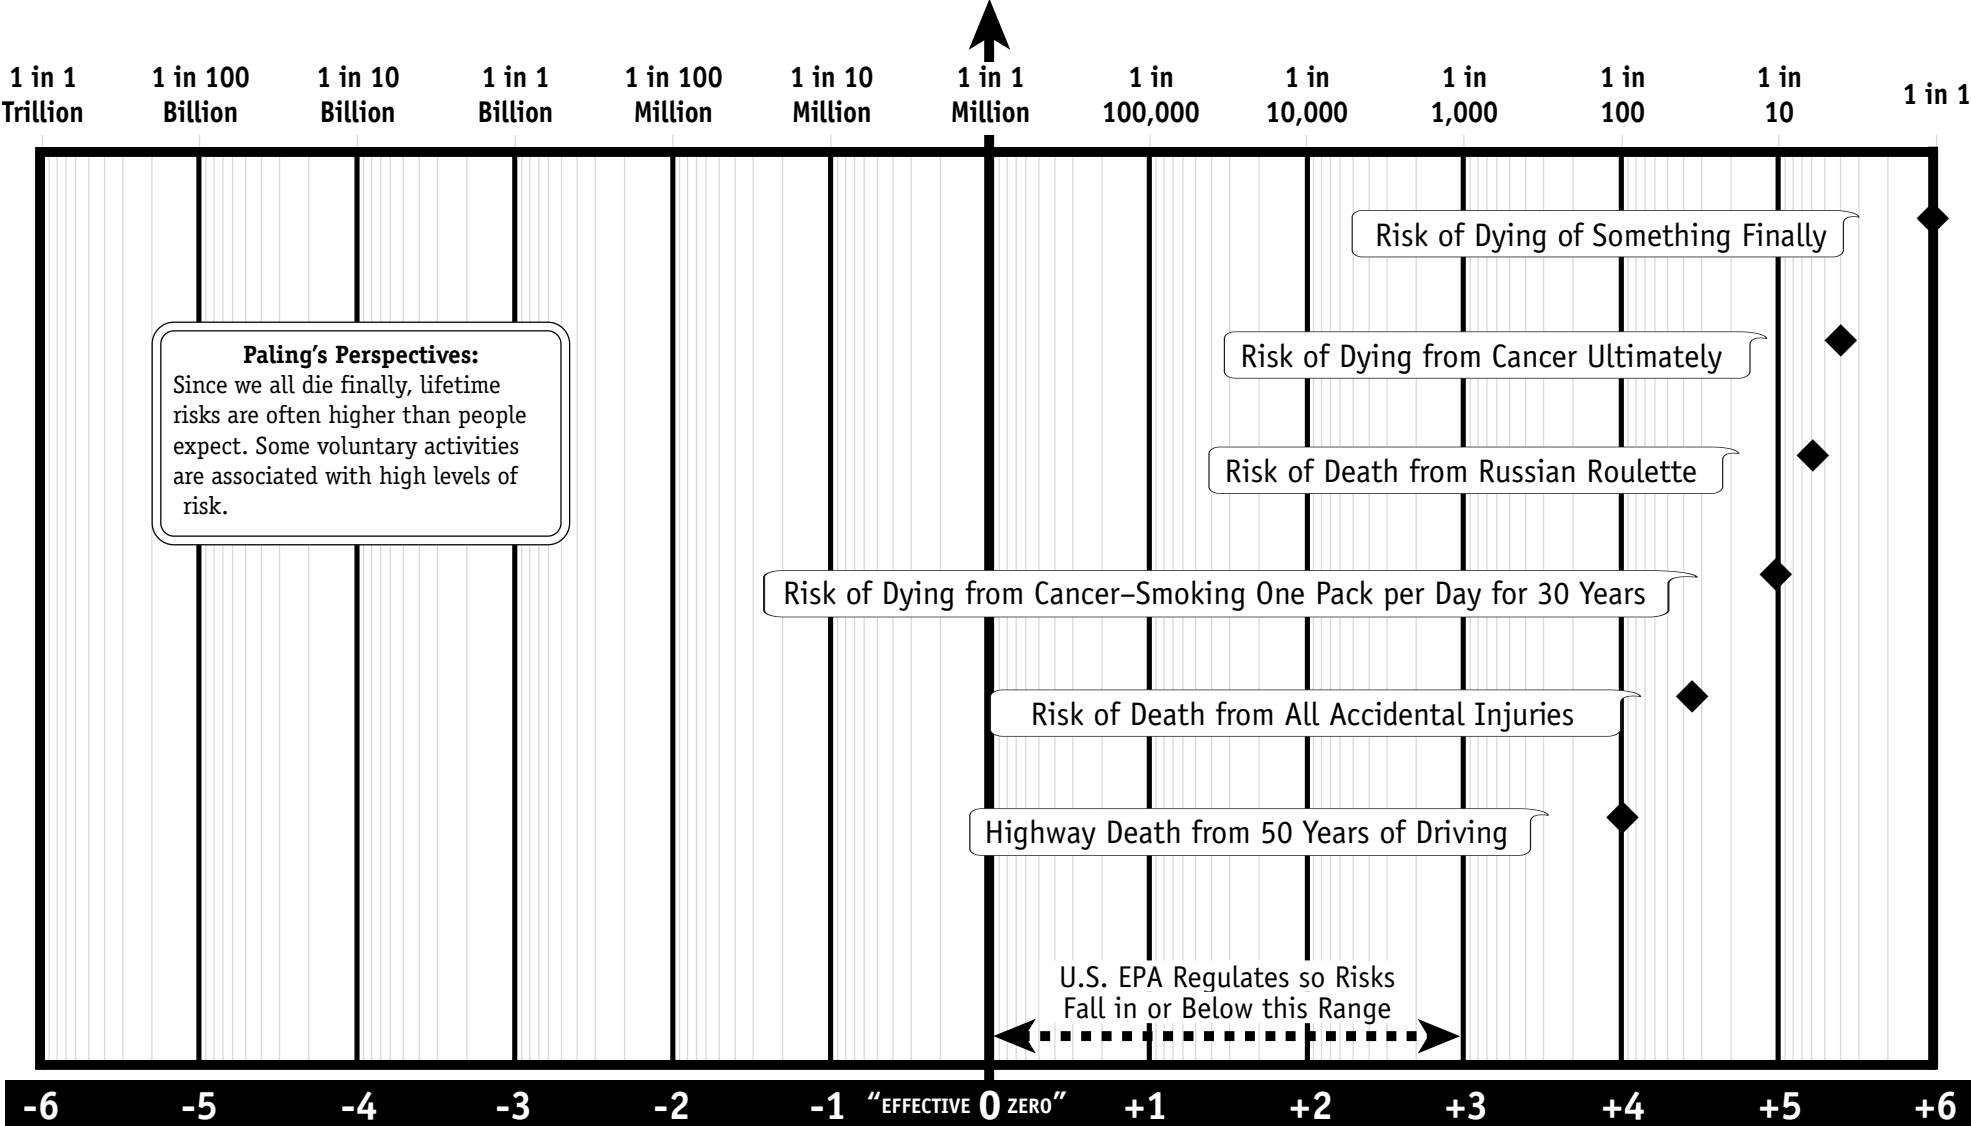 1 in 1 Trillion
1 in 100 Billion
1 in 10 Billion
1 in 1 Billion
1 in 100 Million
1 in 10 Million
1 in 1 Million
1 in 100,000
1 in 10,000
1 in 1,000
1 in 100
1 in 10
1 in 1
Risk of Dying of Something Finally
Risk of Dying from Cancer Ultimately
Paling's Perspectives:
Since we all die finally, lifetime
risks are often higher than people
expect. Some voluntary activities
are associated with high levels of
risk.
Risk of Death from Russian Roulette
Risk of Dying from Cancer–Smoking One Pack per Day for 30 Years
Risk of Death from All Accidental Injuries
Highway Death from 50 Years of Driving
U.S. EPA Regulates so Risks
Fall in or Below this Range
-6 -5 -4 -3 -2 -1 “EFFECTIVE 0 ZERO” +1 +2 +3 +4 +5 +6